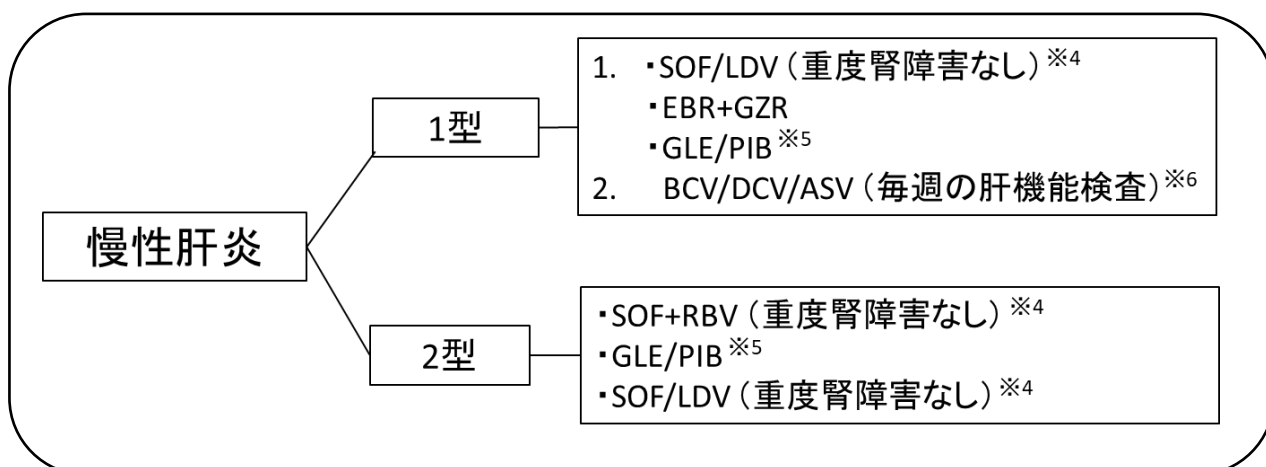 慢性肝炎
1型
1. ・SOF/LDV（重度腎障害なし）※4
・EBR+GZR
・GLE/PIB※5
2. BCV/DCV/ASV（毎週の肝機能検査）※6
2型
・SOF+RBV（重度腎障害なし）※4
・GLE/PIB※5
・SOF/LDV（重度腎障害なし）※4